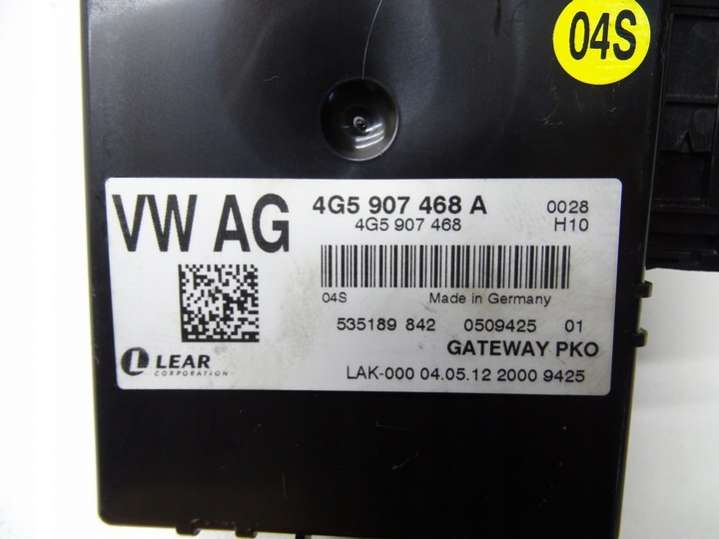 04S
VW AG
4G5 907 468 A 0028
4G5 907 468 H10
04S Made in Germany
535189 842 0509425 01
GATEWAY PKO
LEAR
CORPORATION
LAK-000 04.05.12 2000 9425